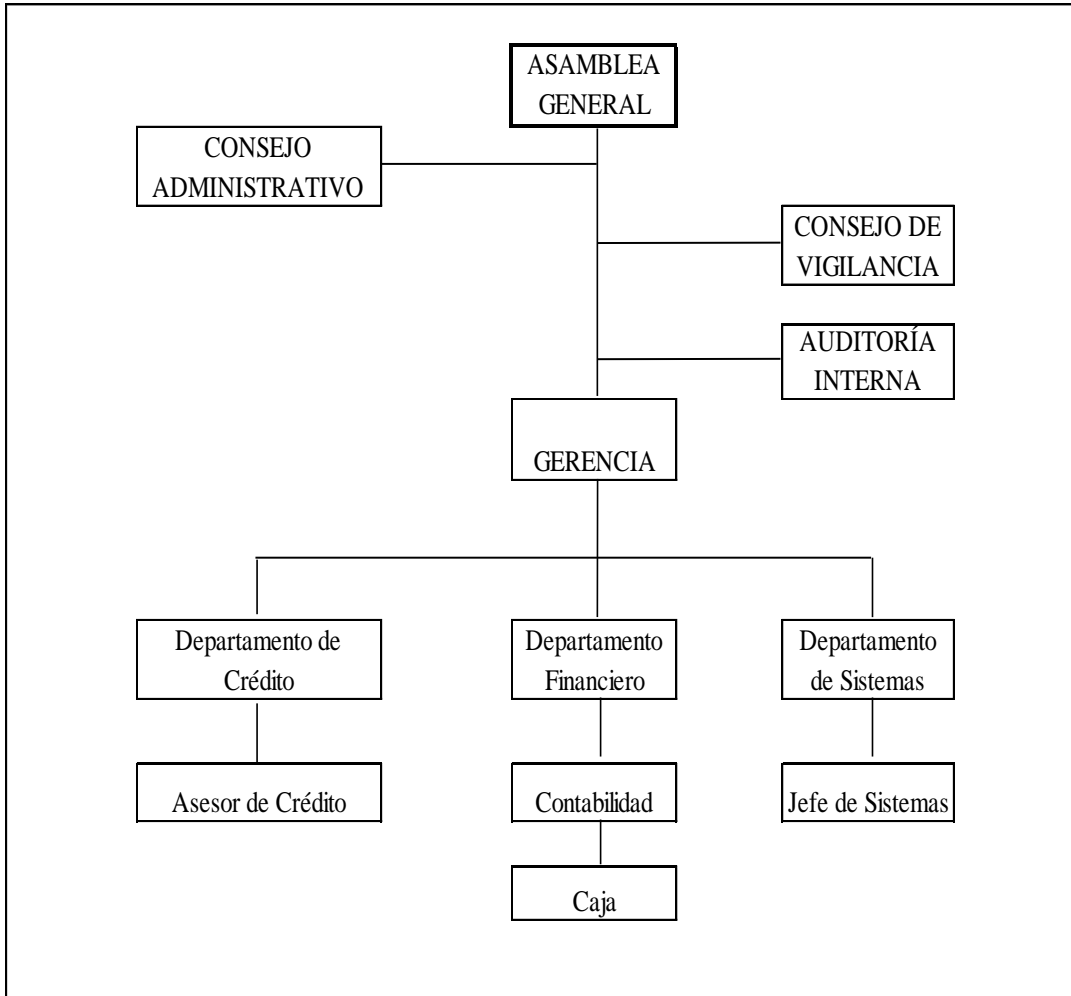 ASAMBLEA
GENERAL
CONSEJO
ADMINISTRATIVO
CONSEJO DE
VIGILANCIA
AUDITORÍA
INTERNA
GERENCIA
Departamento de
Crédito
Departamento
Financiero
Departamento
de Sistemas
Asesor de Crédito
Contabilidad
Jefe de Sistemas
Caja